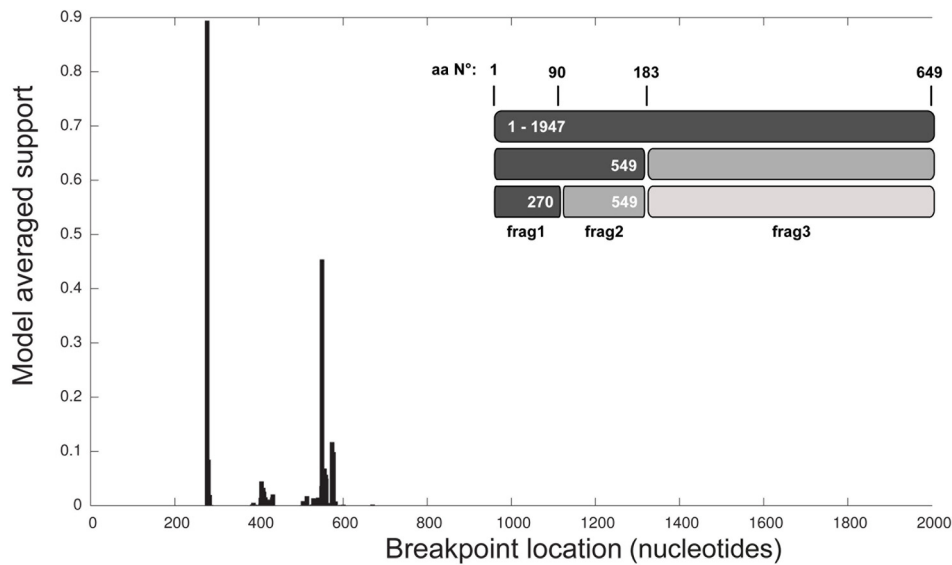 0.9
0.8
0.7
0.6
0.5
0.4
0.3
0.2
0.1
0
Model averaged support
aa N°: 1 90 183 649
1 - 1947
549
270 549
frag1 frag2 frag3
0 200 400 600 800 1000 1200 1400 1600 1800 2000
Breakpoint location (nucleotides)